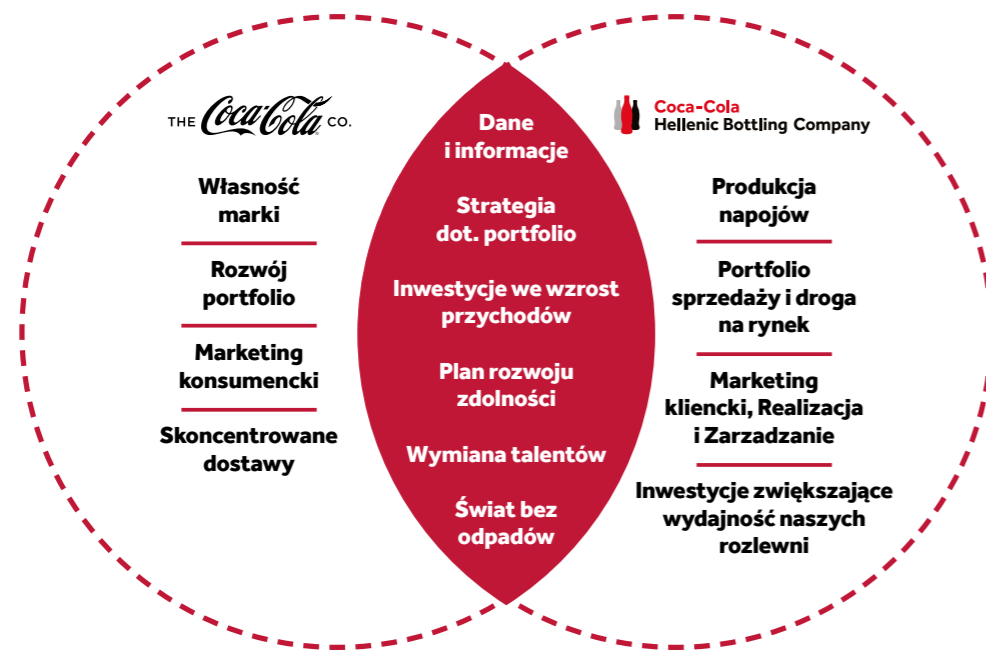 THE Coca-Cola CO.
Własność
marki
Rozwój
portfolio
Marketing
konsumencki
Skoncentrowane
dostawy
Dane
i informacje
Strategia
dot. portfolio
Inwestycje we wzrost
przychodów
Plan rozwoju
zdolności
Wymiana talentów
Świat bez
odpadów
Coca-Cola
Hellenic Bottling Company
Produkcja
napojów
Portfolio
sprzedaży i droga
na rynek
Marketing
kliencki, Realizacja
i Zarzadzanie
Inwestycje zwiększające
wydajność naszych
rozlewni